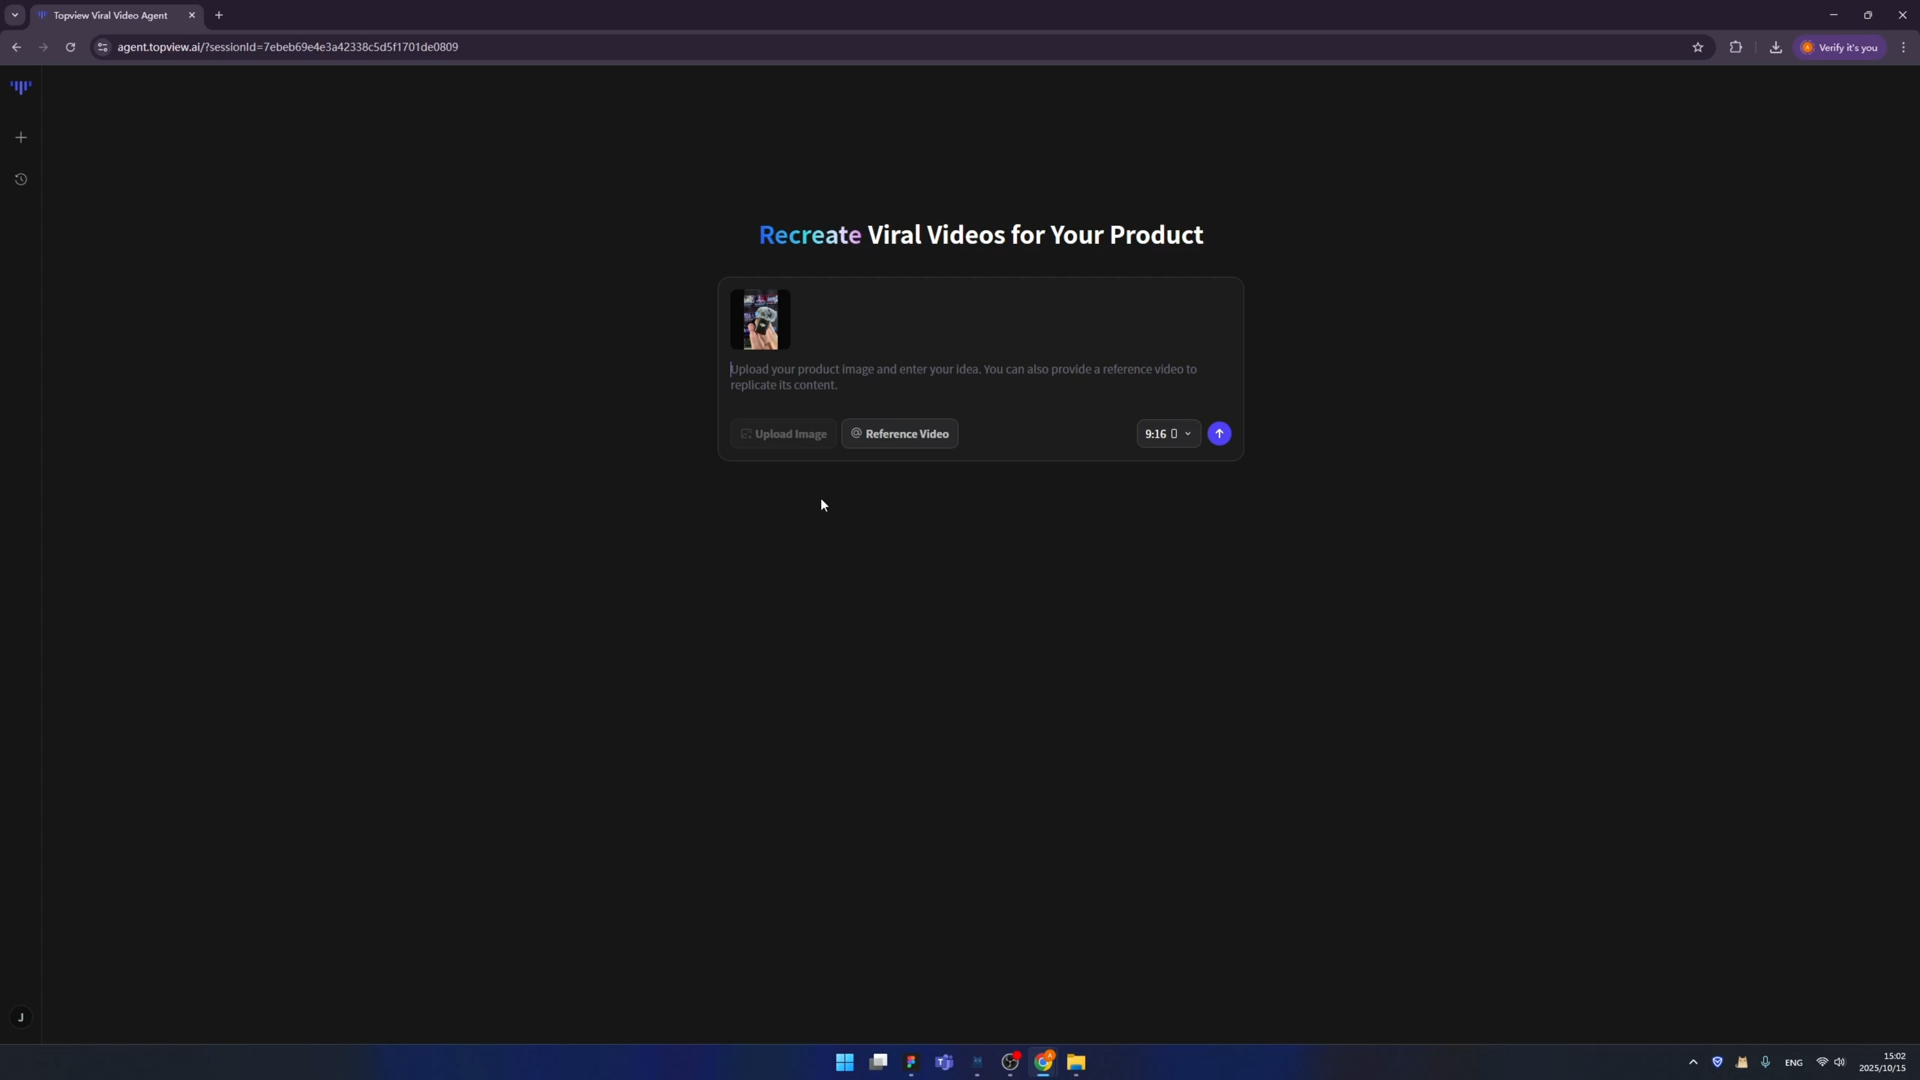 Topview Viral Video Agent
agent.topview.ai/?sessionId=7ebeb69e4e3a42338c5d5f1701de0809
Verify it's you
Recreate Viral Videos for Your Product
Upload your product image and enter your idea. You can also provide a reference video to
replicate its content.
Upload Image
Reference Video
9:16
J
ENG
15:02
2025/10/15